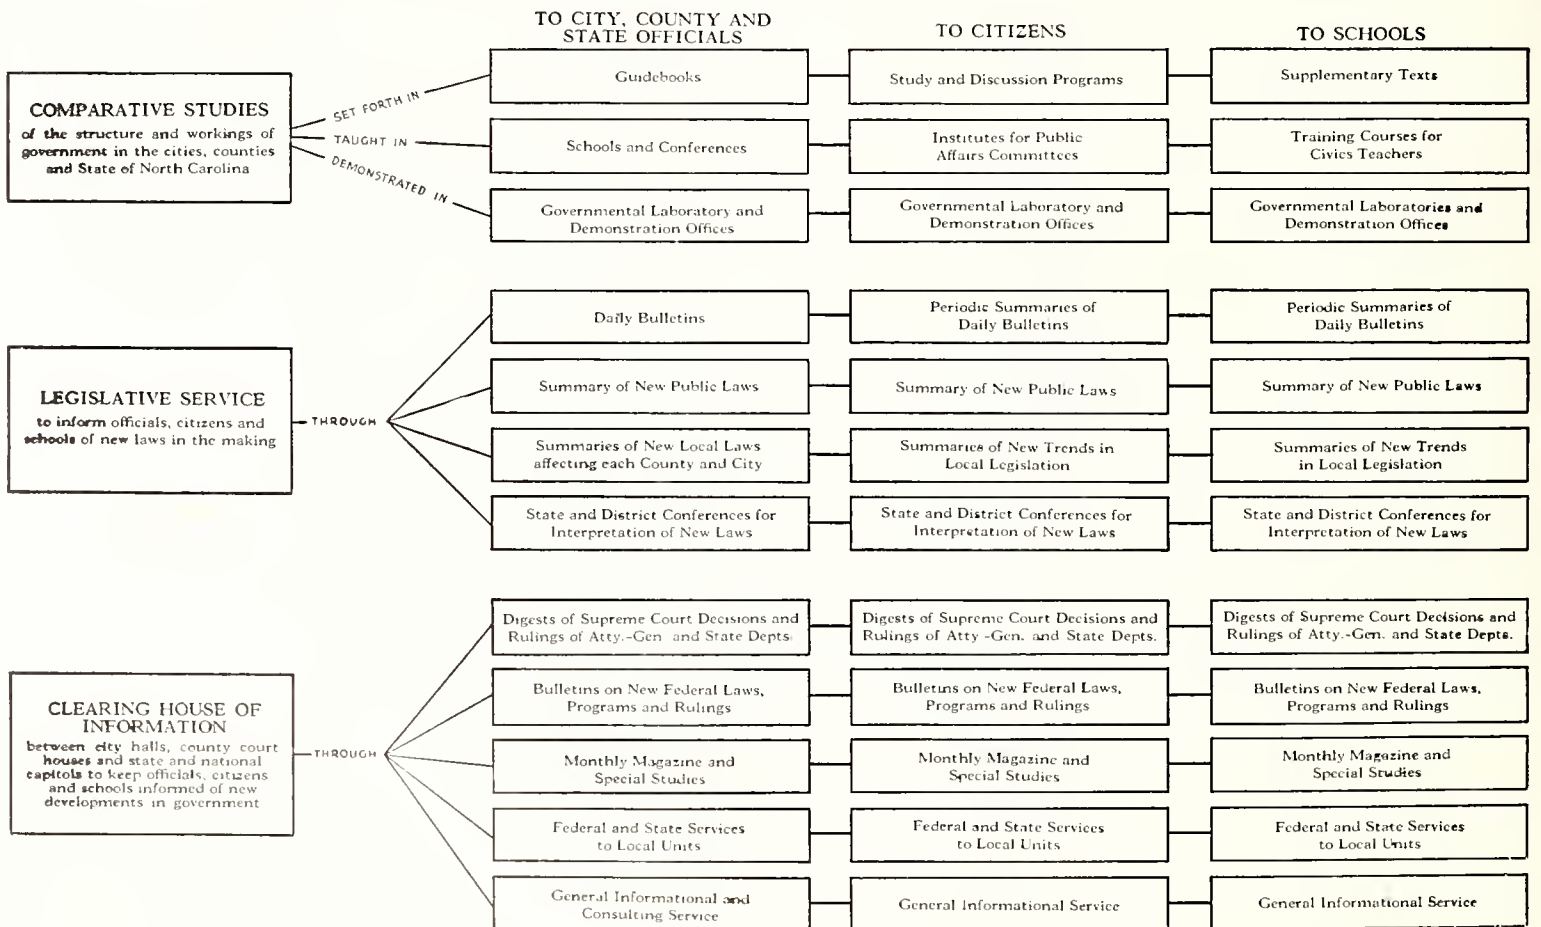 TO CITY, COUNTY AND
STATE OFFICIALS
TO CITIZENS
TO SCHOOLS
COMPARATIVE STUDIES
of the structure and workings of
government in the cities, counties
and State of North Carolina
SET FORTH IN
TAUGHT IN
DEMONSTRATED IN
Guidebooks
Study and Discussion Programs
Supplementary Texts
Schools and Conferences
Institutes for Public
Affairs Committees
Training Courses for
Civics Teachers
Governmental Laboratory and
Demonstration Offices
Governmental Laboratory and
Demonstration Offices
Governmental Laboratories and
Demonstration Offices
LEGISLATIVE SERVICE
to inform officials, citizens and
schools of new laws in the making
THROUGH
Daily Bulletins
Periodic Summaries of
Daily Bulletins
Periodic Summaries of
Daily Bulletins
Summary of New Public Laws
Summary of New Public Laws
Summary of New Public Laws
Summaries of New Local Laws
affecting each County and City
Summaries of New Trends in
Local Legislation
Summaries of New Trends
in Local Legislation
State and District Conferences for
Interpretation of New Laws
State and District Conferences for
Interpretation of New Laws
State and District Conferences for
Interpretation of New Laws
CLEARING HOUSE OF
INFORMATION
between city halls, county court
houses and state and national
capitols to keep officials, citizens
and schools informed of new
developments in government
THROUGH
Digests of Supreme Court Decisions and
Rulings of Atty.-Gen and State Depts.
Digests of Supreme Court Decisions and
Rulings of Atty -Gen. and State Depts.
Digests of Supreme Court Decisions and
Rulings of Atty.-Gen. and State Depts.
Bulletins on New Federal Laws,
Programs and Rulings
Bulletins on New Federal Laws,
Programs and Rulings
Bulletins on New Federal Laws,
Programs and Rulings
Monthly Magazine and
Special Studies
Monthly Magazine and
Special Studies
Monthly Magazine and
Special Studies
Federal and State Services
to Local Units
Federal and State Services
to Local Units
Federal and State Services
to Local Units
General Informational and
Consulting Service
General Informational Service
General Informational Service